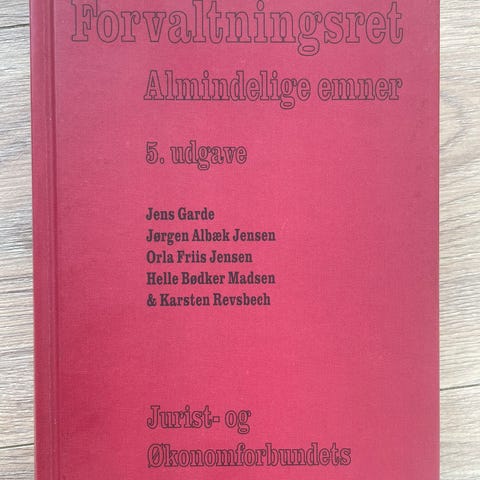 Forvaltningsret
Almindelige emner
5. udgave
Jens Garde
Jørgen Albæk Jensen
Orla Friis Jensen
Helle Bødker Madsen
& Karsten Revsbech
Jurist- og
Økonomforbundets